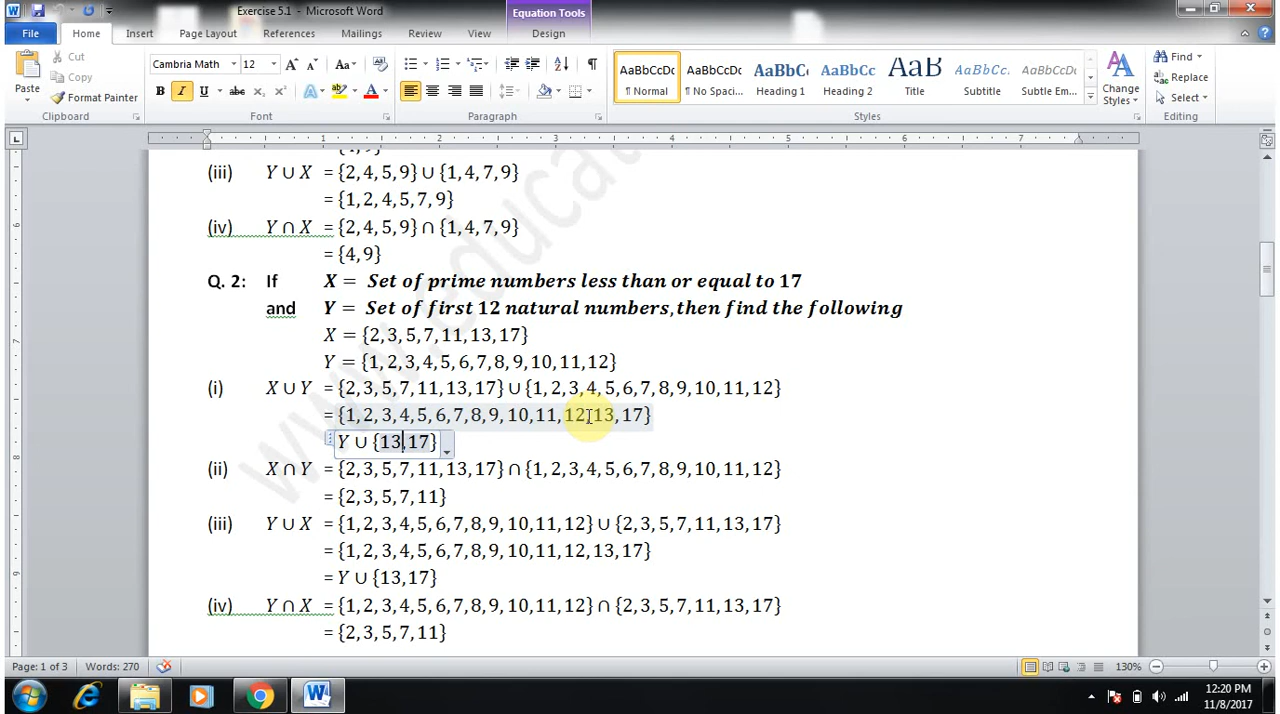 Exercise 5.1 - Microsoft Word
Equation Tools
File Home Insert Page Layout References Mailings Review View Design
Paste
Cut
Copy
Format Painter
Clipboard
Cambria Math 12
Font
Paragraph
AaBbCcDc
¶ Normal
AaBbCcDc
¶ No Spaci...
AaBbC
Heading 1
AaBbCc
Heading 2
AaB
Title
AaBbCc.
Subtitle
AaBbCcDc
Subtle Em...
Change Styles
Styles
Find
Replace
Select
Editing
(iii) Y ∪ X = {2,4,5,9} ∪ {1,4,7,9}
= {1,2,4,5,7,9}
(iv) Y ∩ X = {2,4,5,9} ∩ {1,4,7,9}
= {4,9}
Q. 2: If X = Set of prime numbers less than or equal to 17
and Y = Set of first 12 natural numbers, then find the following
X = {2,3,5,7,11,13,17}
Y = {1,2,3,4,5,6,7,8,9,10,11,12}
(i) X ∪ Y = {2,3,5,7,11,13,17} ∪ {1,2,3,4,5,6,7,8,9,10,11,12}
= {1,2,3,4,5,6,7,8,9,10,11,12,13,17}
Y ∪ {13,17}
(ii) X ∩ Y = {2,3,5,7,11,13,17} ∩ {1,2,3,4,5,6,7,8,9,10,11,12}
= {2,3,5,7,11}
(iii) Y ∪ X = {1,2,3,4,5,6,7,8,9,10,11,12} ∪ {2,3,5,7,11,13,17}
= {1,2,3,4,5,6,7,8,9,10,11,12,13,17}
= Y ∪ {13,17}
(iv) Y ∩ X = {1,2,3,4,5,6,7,8,9,10,11,12} ∩ {2,3,5,7,11,13,17}
= {2,3,5,7,11}
Page: 1 of 3 Words: 270 130%
12:20 PM
11/8/2017